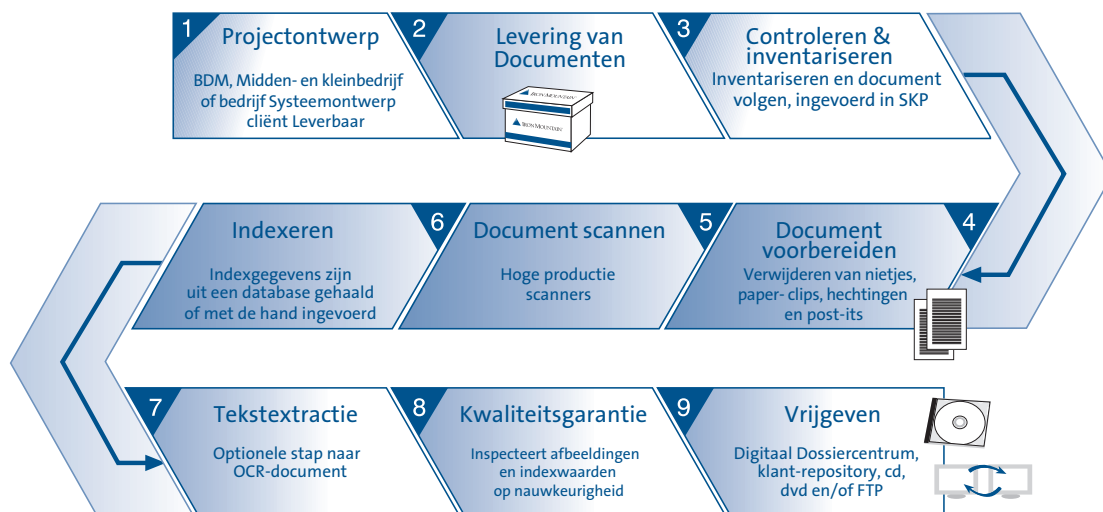 1
Projectontwerp
BDM, Midden- en kleinbedrijf
of bedrijf Systeemontwerp
cliënt Leverbaar
2
Levering van
Documenten
IRON MOUNTAIN
IRON MOUNTAIN
3
Controleren &
inventariseren
Inventariseren en document
volgen, ingevoerd in SKP
4
Document
voorbereiden
Verwijderen van nietjes,
paper- clips, hechtingen
en post-its
5
Document scannen
Hoge productie
scanners
6
Indexeren
Indexgegevens zijn
uit een database gehaald
of met de hand ingevoerd
7
Tekstextractie
Optionele stap naar
OCR-document
8
Kwaliteitsgarantie
Inspecteert afbeeldingen
en indexwaarden
op nauwkeurigheid
9
Vrijgeven
Digitaal Dossiercentrum,
klant-repository, cd,
dvd en/of FTP